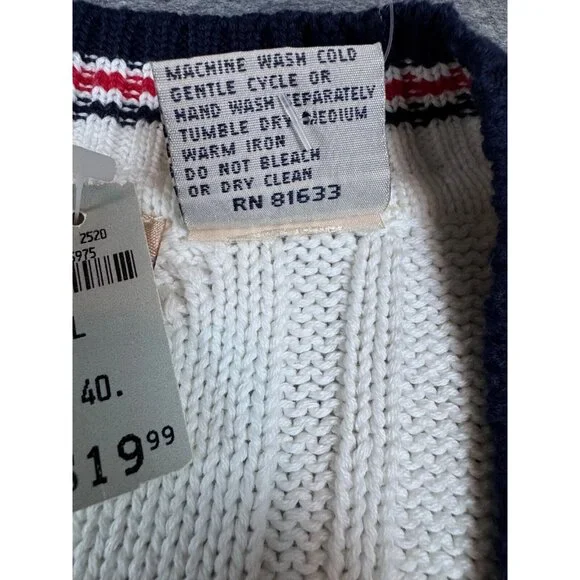 MACHINE WASH COLD
GENTLE CYCLE OR
HAND WASH SEPARATELY
TUMBLE DRY MEDIUM
WARM IRON
DO NOT BLEACH
OR DRY CLEAN
RN 81633
2520
5975
L
40.
$19 99